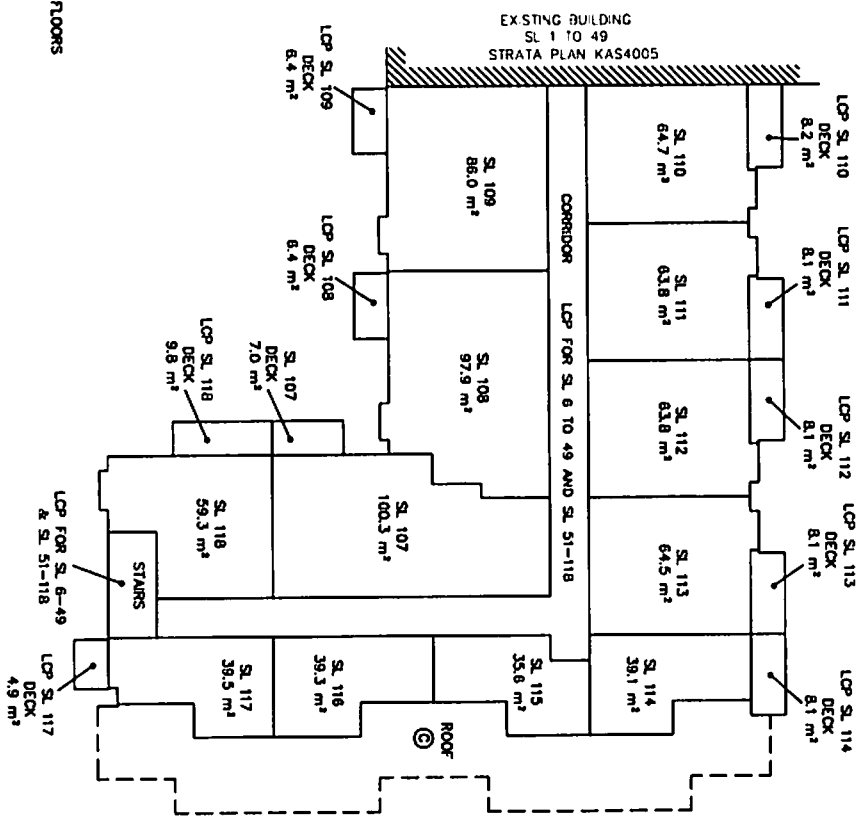 EXISTING BUILDING
SL 1 TO 49
STRATA PLAN KAS4005
FLOORS
LCP SL 109
DECK
6.4 m²
LCP SL 110
DECK
8.2 m²
SL 109
86.0 m²
SL 110
64.7 m²
CORRIDOR LCP FOR SL 6 TO 49 AND SL 51-118
LCP SL 111
DECK
8.1 m²
SL 111
63.8 m²
LCP SL 108
DECK
6.4 m²
SL 108
97.9 m²
LCP SL 112
DECK
8.1 m²
SL 112
63.8 m²
SL 107
DECK
7.0 m²
LCP SL 118
DECK
9.8 m²
SL 107
100.3 m²
SL 118
59.3 m²
LCP SL 113
DECK
8.1 m²
SL 113
64.5 m²
LCP FOR SL 6-49
& SL 51-118
STAIRS
LCP SL 114
DECK
8.1 m²
SL 114
39.1 m²
SL 115
35.8 m²
SL 116
39.3 m²
SL 117
39.5 m²
LCP SL 117
DECK
4.9 m²
ROOF
©